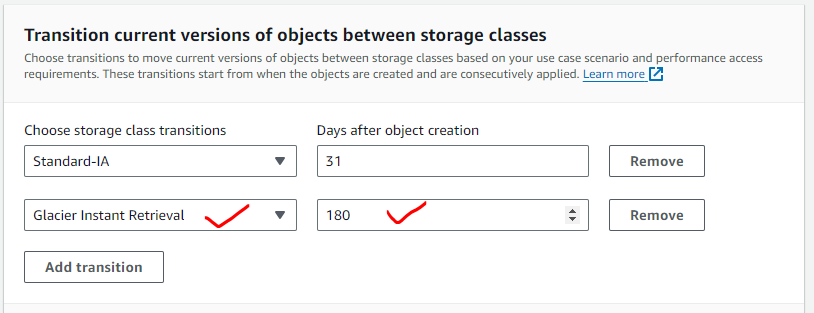 Transition current versions of objects between storage classes
Choose transitions to move current versions of objects between storage classes based on your use case scenario and performance access
requirements. These transitions start from when the objects are created and are consecutively applied. Learn more
Choose storage class transitions
Days after object creation
Standard-IA
31
Remove
Glacier Instant Retrieval
180
Remove
Add transition